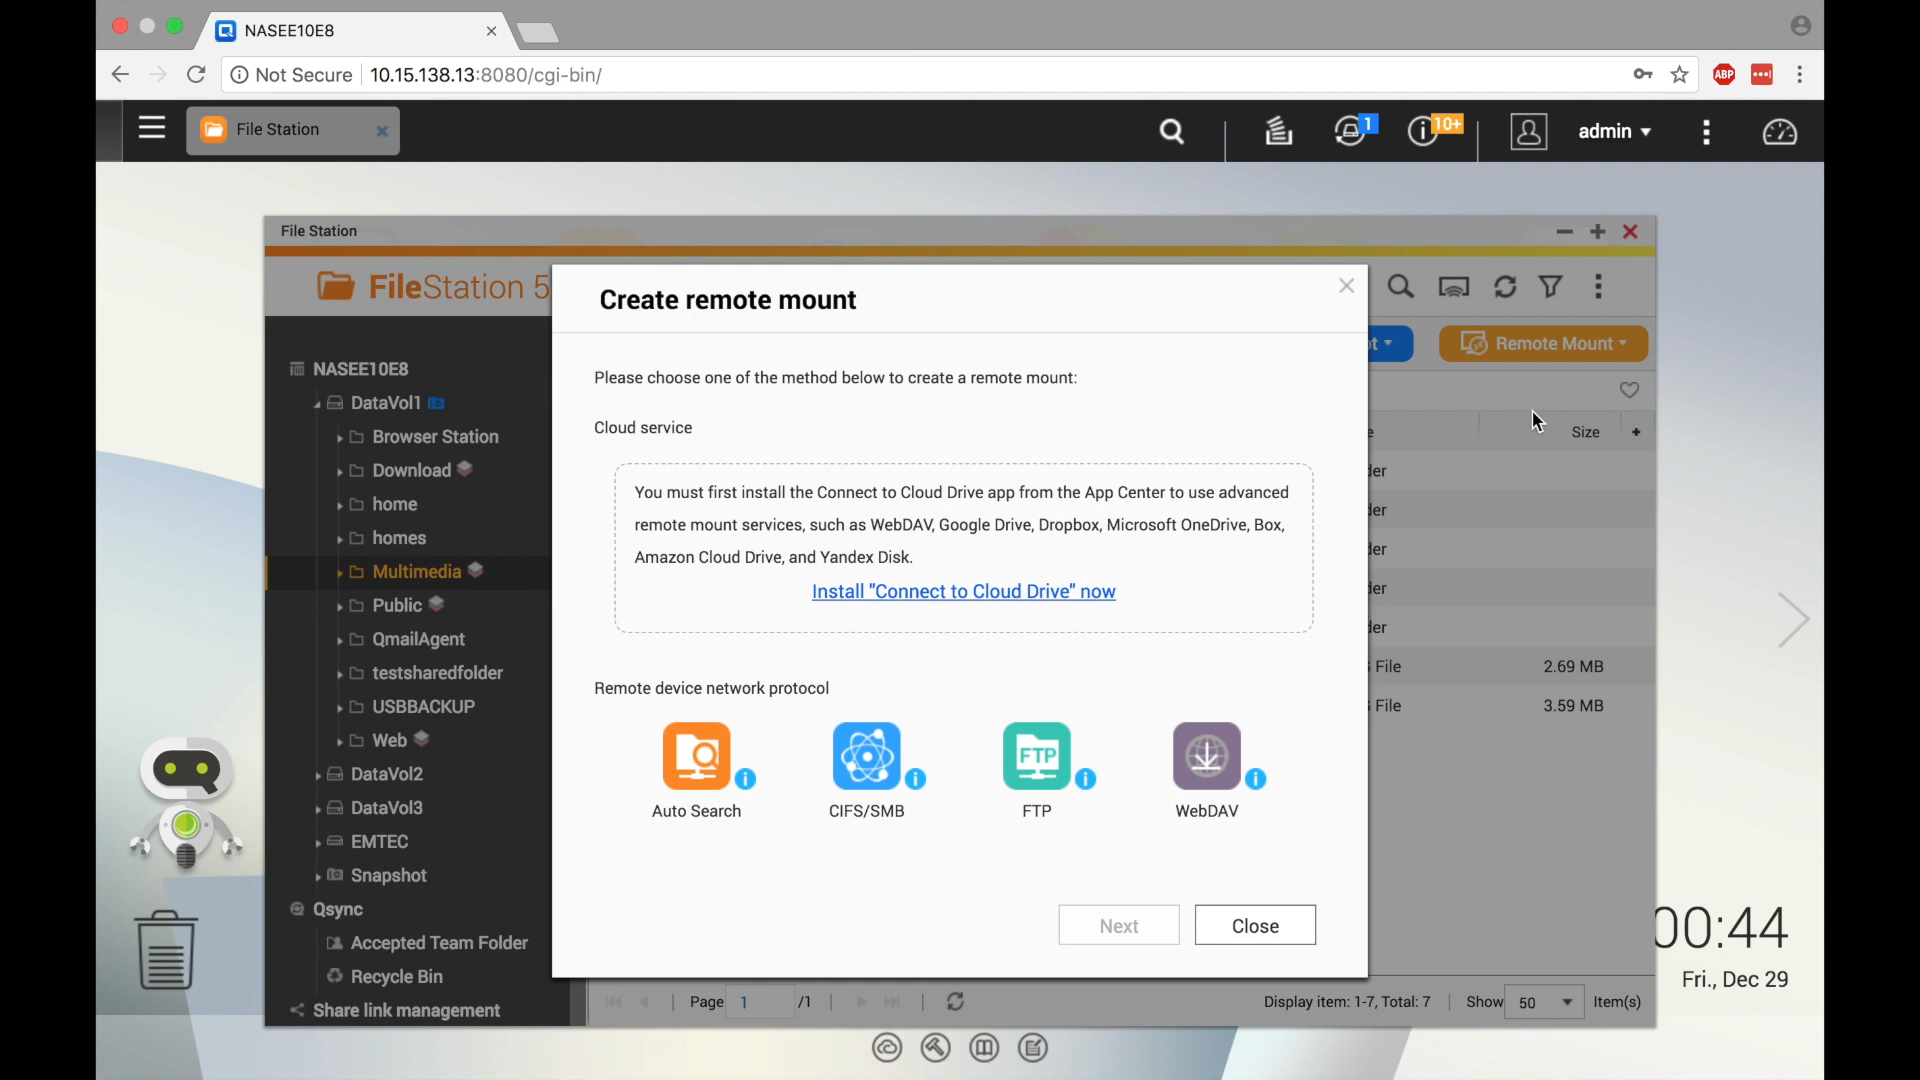 NASEE10E8
Not Secure 10.15.138.13:8080/cgi-bin/
ABP
File Station
1
10+
admin
File Station
FileStation 5
Create remote mount
Remote Mount
Please choose one of the method below to create a remote mount:
NASEE10E8
DataVol1
Cloud service
Size
Browser Station
Download
You must first install the Connect to Cloud Drive app from the App Center to use advanced
remote mount services, such as WebDAV, Google Drive, Dropbox, Microsoft OneDrive, Box,
Amazon Cloud Drive, and Yandex Disk.
Install "Connect to Cloud Drive" now
home
homes
Multimedia
Public
QmailAgent
testsharedfolder
USBBACKUP
Web
DataVol2
DataVol3
EMTEC
Snapshot
Qsync
Accepted Team Folder
Recycle Bin
Share link management
File 2.69 MB
File 3.59 MB
Remote device network protocol
FTP
Auto Search
CIFS/SMB
FTP
WebDAV
Next
Close
00:44
Fri., Dec 29
Page 1 /1
Display item: 1-7, Total: 7
Show 50 Item(s)